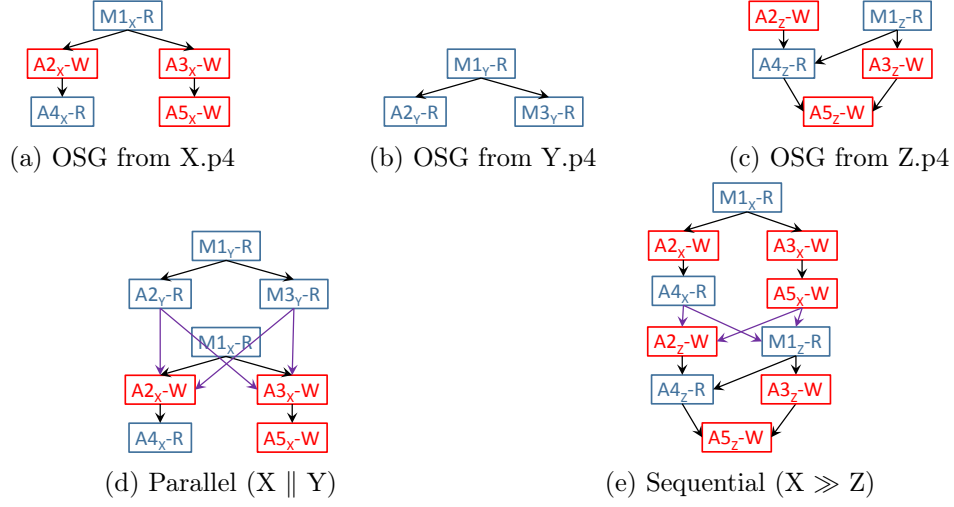 M1X-R
A2X-W A3X-W
A4X-R A5X-W
(a) OSG from X.p4
M1Y-R
A2Y-R M3Y-R
(b) OSG from Y.p4
A2Z-W M1Z-R
A4Z-R A3Z-W
A5Z-W
(c) OSG from Z.p4
M1Y-R
A2Y-R M3Y-R
M1X-R
A2X-W A3X-W
A4X-R A5X-W
(d) Parallel (X ∥ Y)
M1X-R
A2X-W A3X-W
A4X-R A5X-W
A2Z-W M1Z-R
A4Z-R A3Z-W
A5Z-W
(e) Sequential (X ≫ Z)